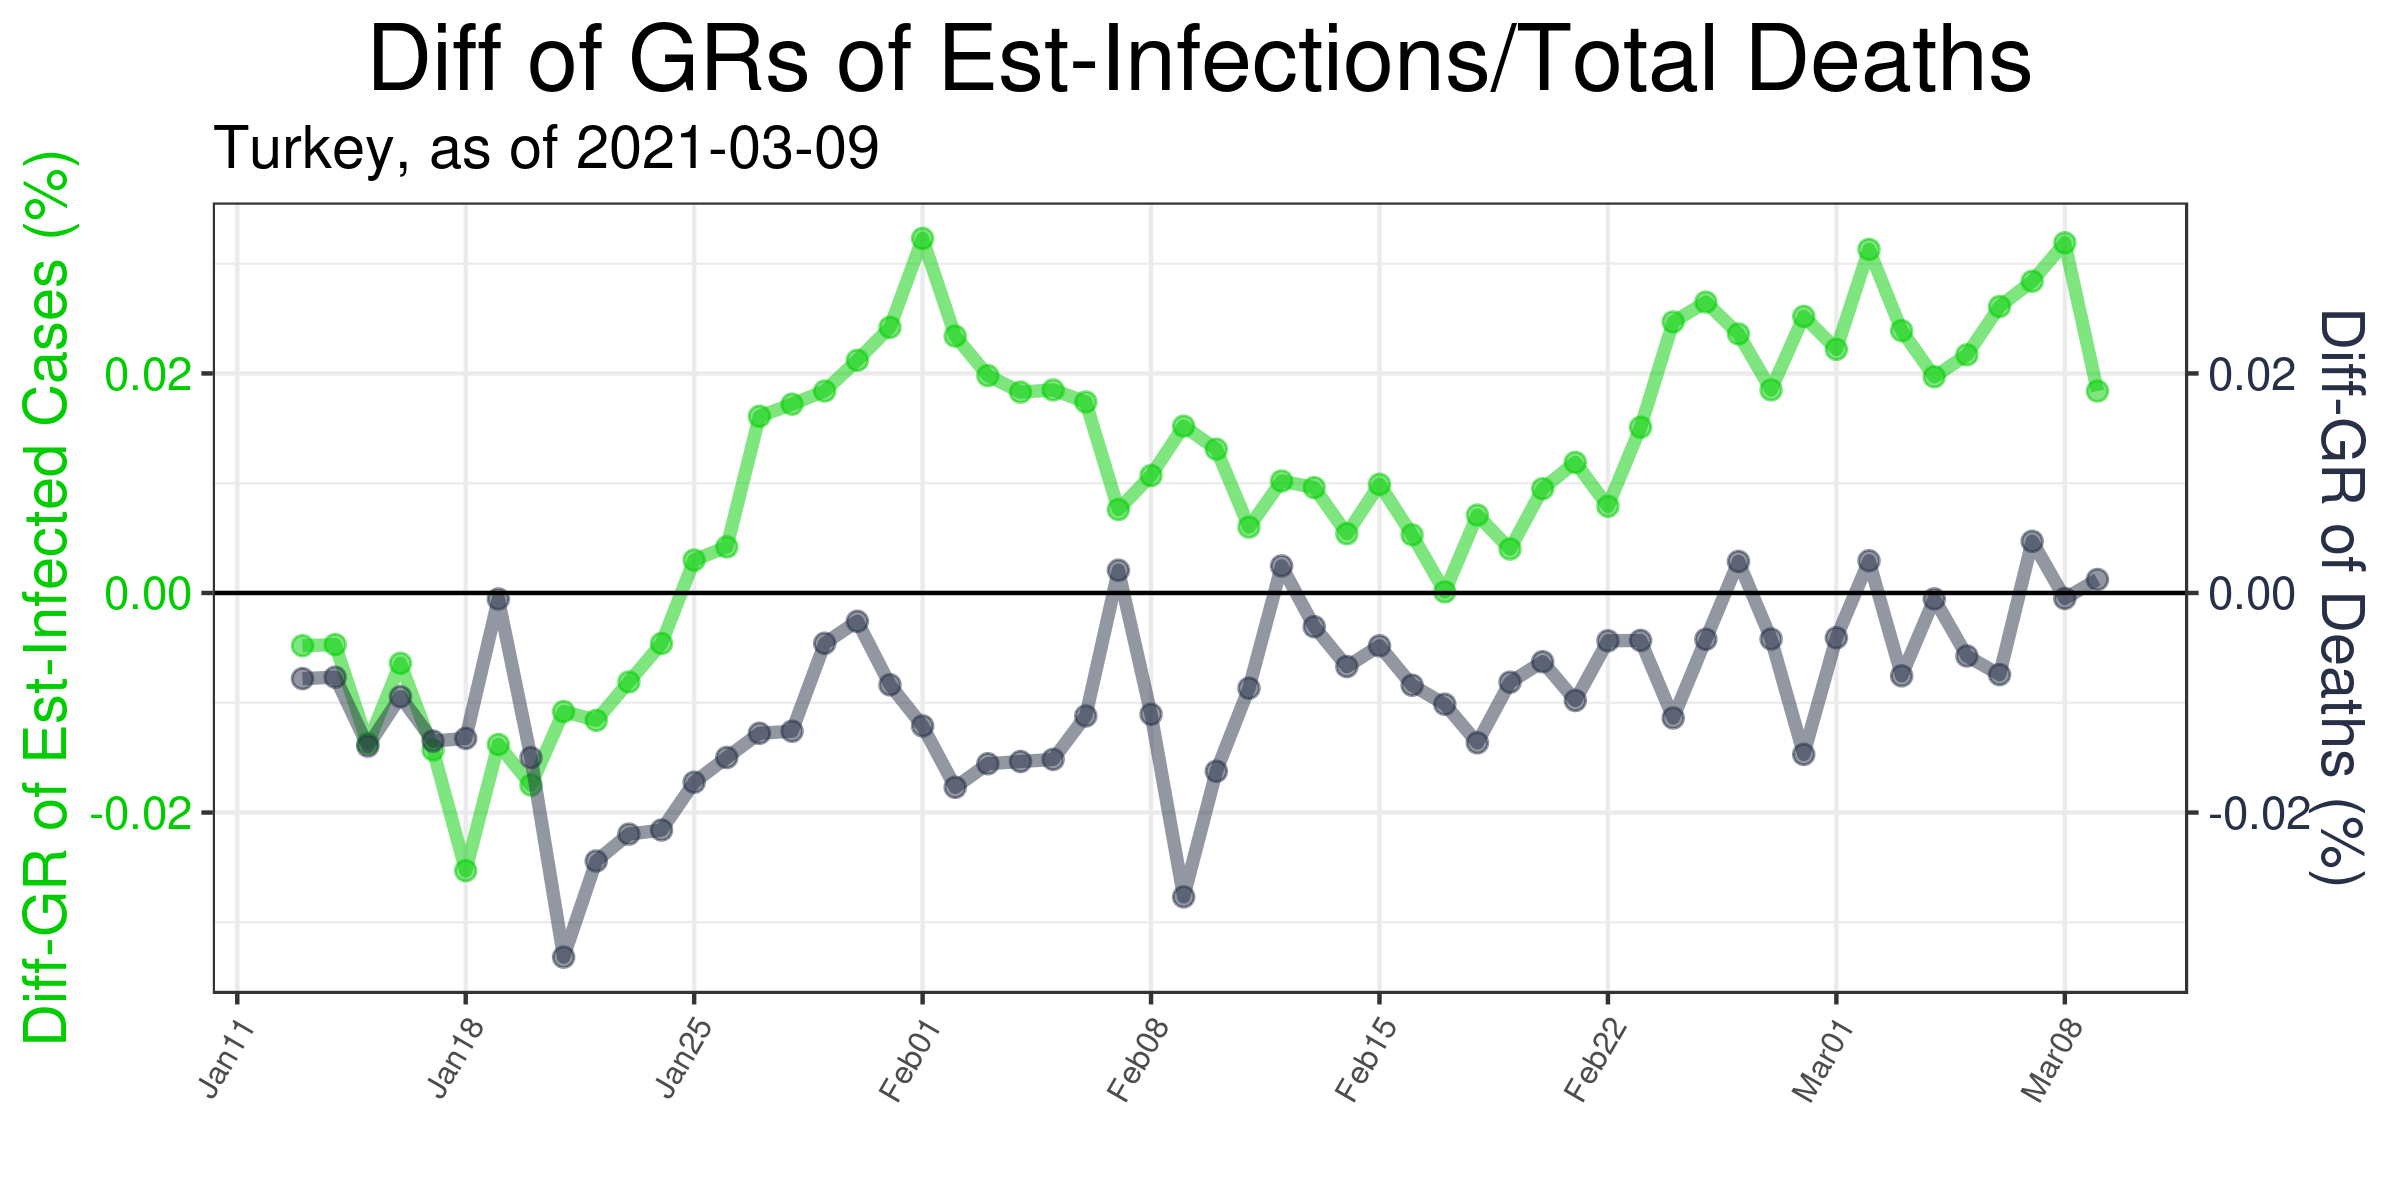 Diff of GRs of Est-Infections/Total Deaths
Turkey, as of 2021-03-09
Diff-GR of Est-Infected Cases (%)
0.02
0.00
-0.02
0.02
0.00
-0.02
Diff-GR of Deaths (%)
Jan11
Jan18
Jan25
Feb01
Feb08
Feb15
Feb22
Mar01
Mar08